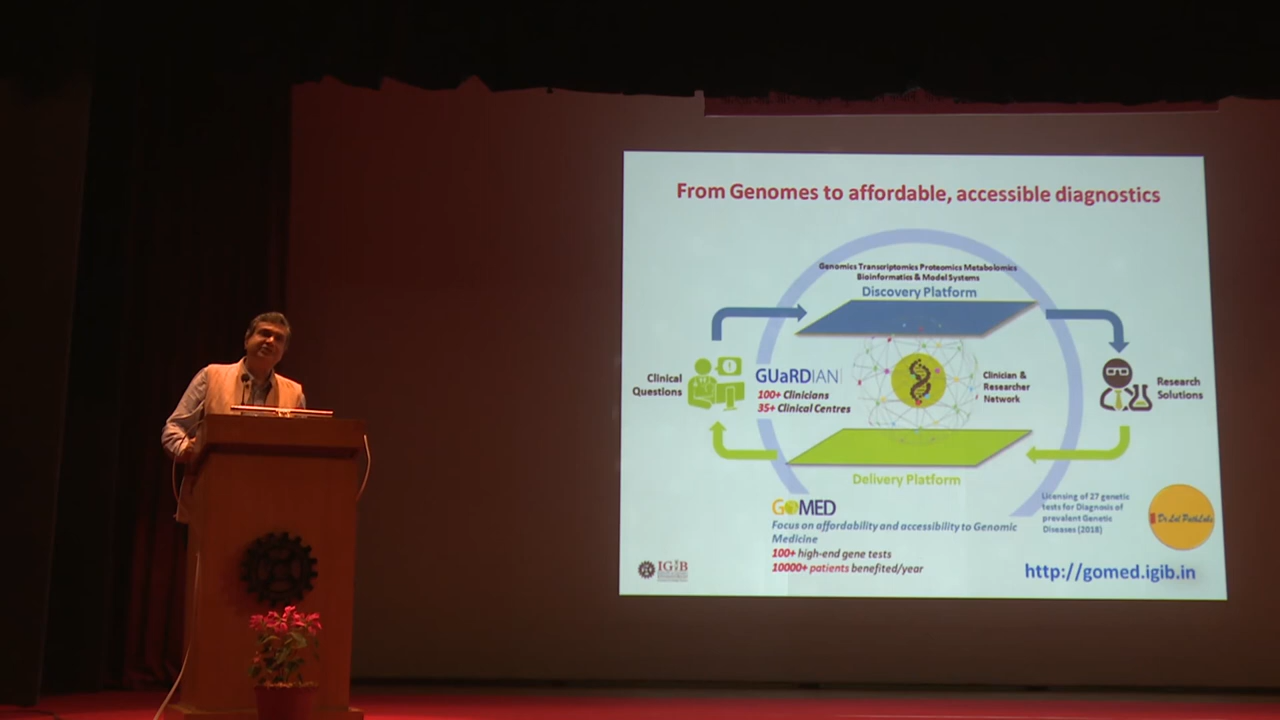 From Genomes to affordable, accessible diagnostics
Genomics Transcriptomics Proteomics Metabolomics
Bioinformatics & Model Systems
Discovery Platform
Clinical
Questions
GUaRDIAN
100+ Clinicians
35+ Clinical Centres
Clinician &
Researcher
Network
Research
Solutions
Delivery Platform
GOMED
Focus on affordability and accessibility to Genomic
Medicine
100+ high-end gene tests
10000+ patients benefited/year
Licensing of 27 genetic
tests for Diagnosis of
prevalent Genetic
Diseases (2018)
Dr Lal PathLabs
IGIB
http://gomed.igib.in